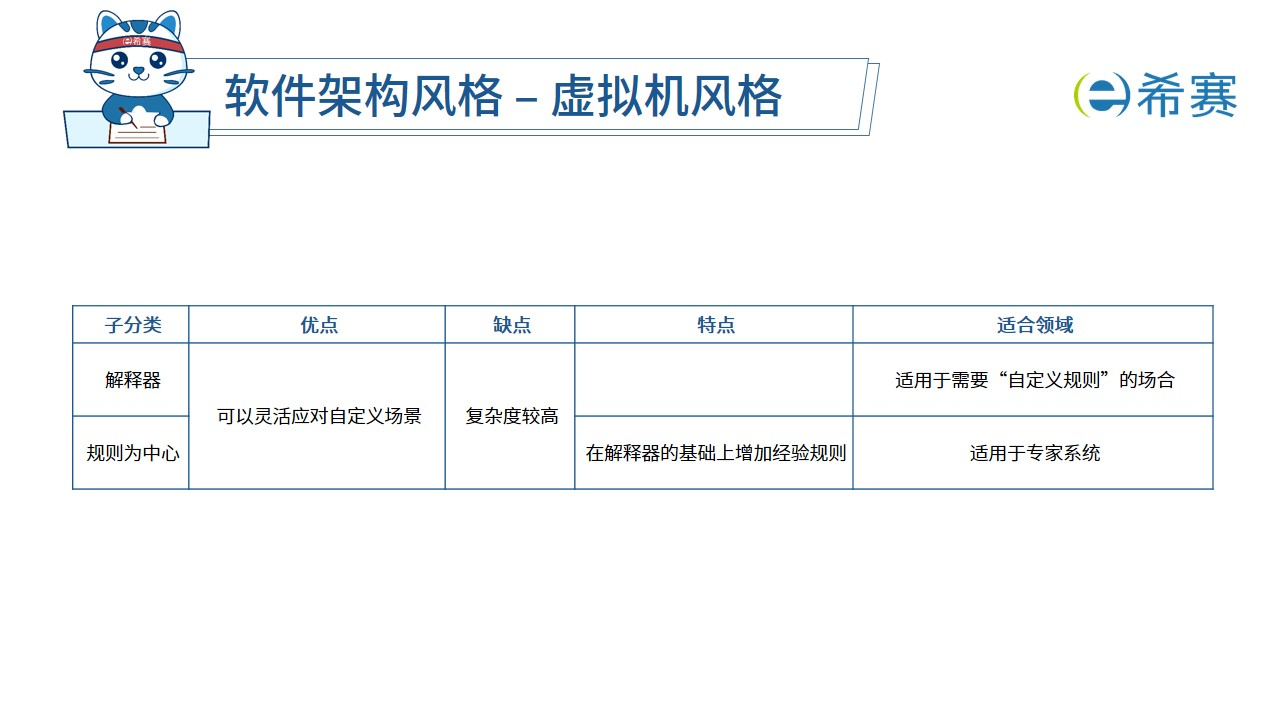 希赛
软件架构风格 – 虚拟机风格
希赛
子分类 优点 缺点 特点 适合领域
解释器 适用于需要“自定义规则”的场合
可以灵活应对自定义场景 复杂度较高
规则为中心 在解释器的基础上增加经验规则 适用于专家系统